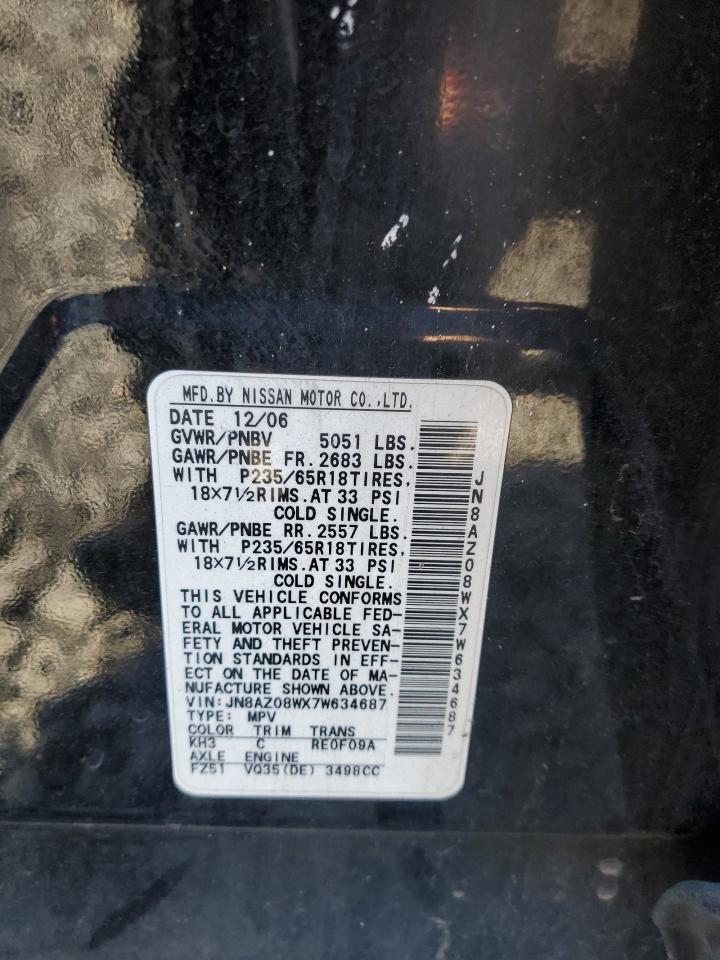 MFD.BY NISSAN MOTOR CO.,LTD.
DATE 12/06
GVWR/PNBV 5051 LBS.
GAWR/PNBE FR.2683 LBS.
WITH P235/65R18TIRES,
18×7½RIMS.AT 33 PSI
COLD SINGLE.
GAWR/PNBE RR.2557 LBS.
WITH P235/65R18TIRES,
18×7½RIMS.AT 33 PSI
COLD SINGLE.
THIS VEHICLE CONFORMS
TO ALL APPLICABLE FED-
ERAL MOTOR VEHICLE SA-
FETY AND THEFT PREVEN-
TION STANDARDS IN EFF-
ECT ON THE DATE OF MA-
NUFACTURE SHOWN ABOVE.
VIN:JN8AZ08WX7W634687
TYPE: MPV
COLOR TRIM TRANS
KH3 C RE0F09A
AXLE ENGINE
FZ51 VQ35(DE) 3498CC
JN8AZ08WX7W634687